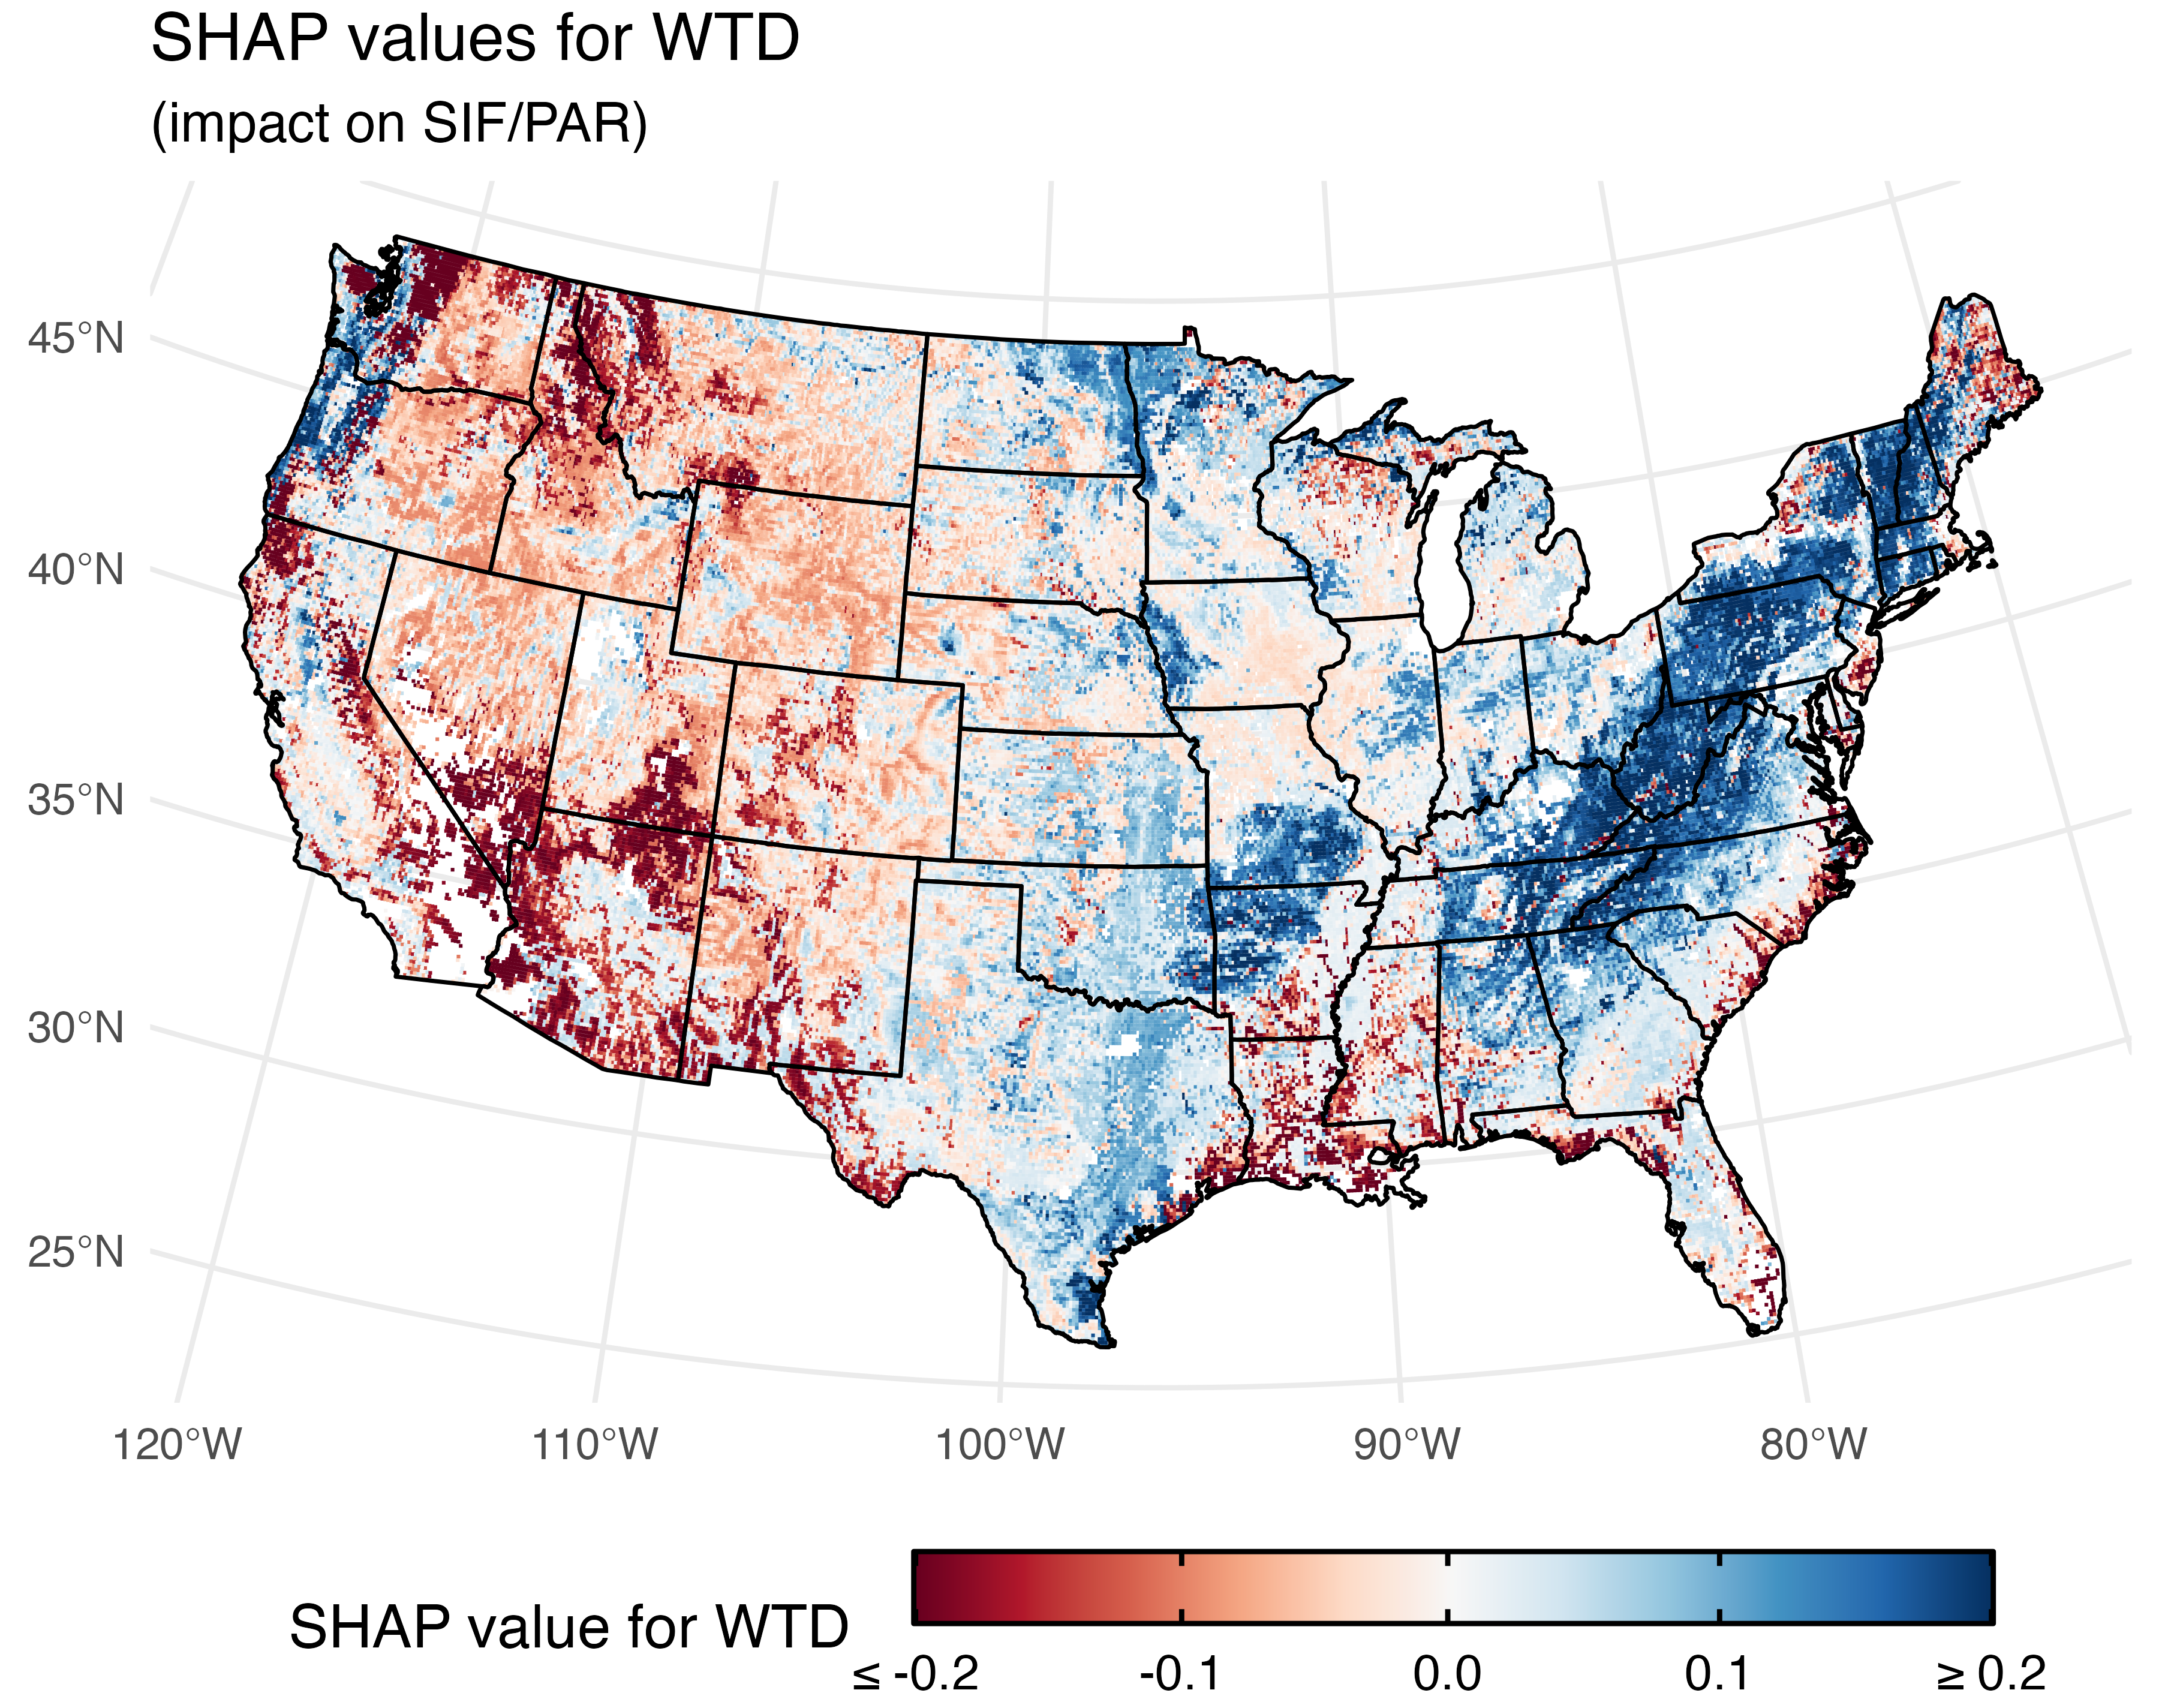 SHAP values for WTD
(impact on SIF/PAR)
45°N
40°N
35°N
30°N
25°N
120°W 110°W 100°W 90°W 80°W
SHAP value for WTD
≤ -0.2 -0.1 0.0 0.1 ≥ 0.2